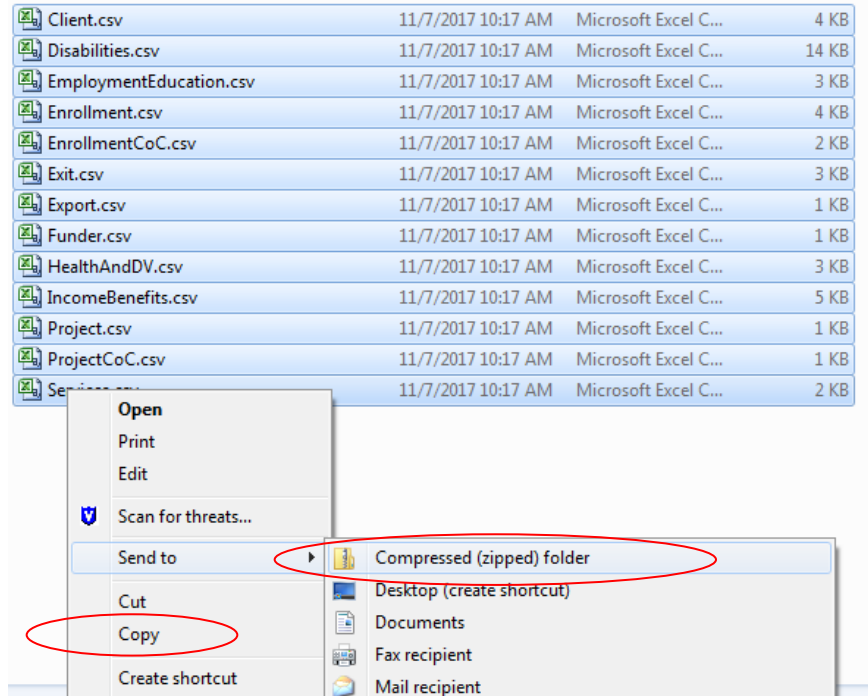 Client.csv 11/7/2017 10:17 AM Microsoft Excel C... 4 KB
Disabilities.csv 11/7/2017 10:17 AM Microsoft Excel C... 14 KB
EmploymentEducation.csv 11/7/2017 10:17 AM Microsoft Excel C... 3 KB
Enrollment.csv 11/7/2017 10:17 AM Microsoft Excel C... 4 KB
EnrollmentCoC.csv 11/7/2017 10:17 AM Microsoft Excel C... 2 KB
Exit.csv 11/7/2017 10:17 AM Microsoft Excel C... 3 KB
Export.csv 11/7/2017 10:17 AM Microsoft Excel C... 1 KB
Funder.csv 11/7/2017 10:17 AM Microsoft Excel C... 1 KB
HealthAndDV.csv 11/7/2017 10:17 AM Microsoft Excel C... 3 KB
IncomeBenefits.csv 11/7/2017 10:17 AM Microsoft Excel C... 5 KB
Project.csv 11/7/2017 10:17 AM Microsoft Excel C... 1 KB
ProjectCoC.csv 11/7/2017 10:17 AM Microsoft Excel C... 1 KB
Services.csv 11/7/2017 10:17 AM Microsoft Excel C... 2 KB
Open
Print
Edit
Scan for threats...
Send to
Cut
Copy
Create shortcut
Compressed (zipped) folder
Desktop (create shortcut)
Documents
Fax recipient
Mail recipient